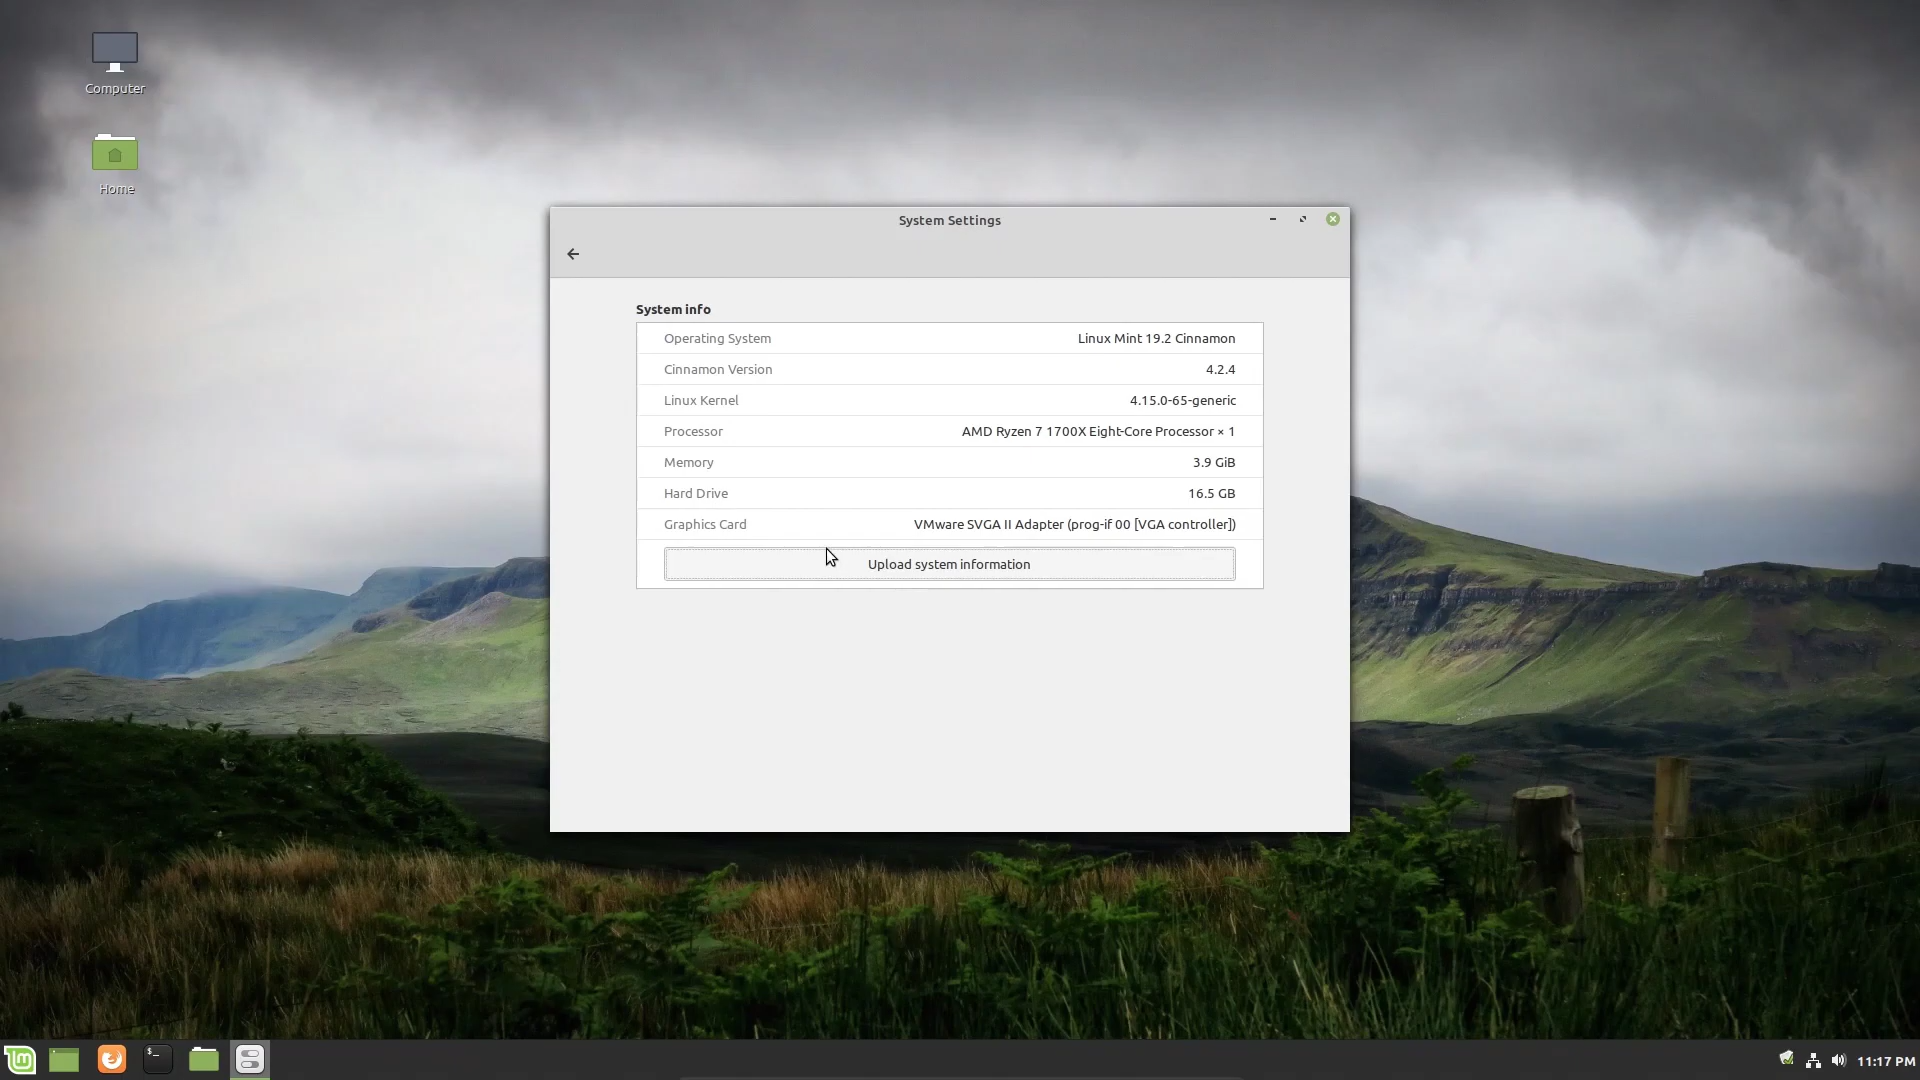 Computer
Home
System Settings
System info
Operating System Linux Mint 19.2 Cinnamon
Cinnamon Version 4.2.4
Linux Kernel 4.15.0-65-generic
Processor AMD Ryzen 7 1700X Eight-Core Processor × 1
Memory 3.9 GiB
Hard Drive 16.5 GB
Graphics Card VMware SVGA II Adapter (prog-if 00 [VGA controller])
Upload system information
$_
11:17 PM